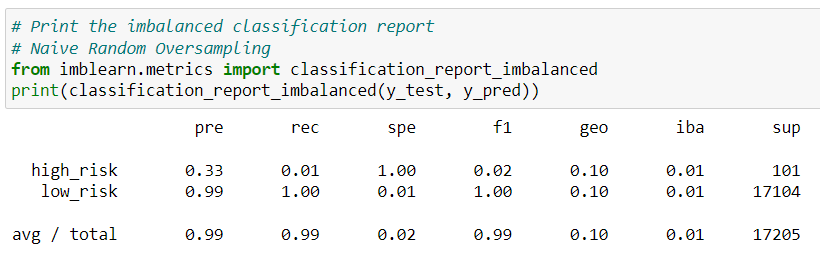 # Print the imbalanced classification report
# Naive Random Oversampling
from imblearn.metrics import classification_report_imbalanced
print(classification_report_imbalanced(y_test, y_pred))
pre rec spe f1 geo iba sup
high_risk 0.33 0.01 1.00 0.02 0.10 0.01 101
low_risk 0.99 1.00 0.01 1.00 0.10 0.01 17104
avg / total 0.99 0.99 0.02 0.99 0.10 0.01 17205